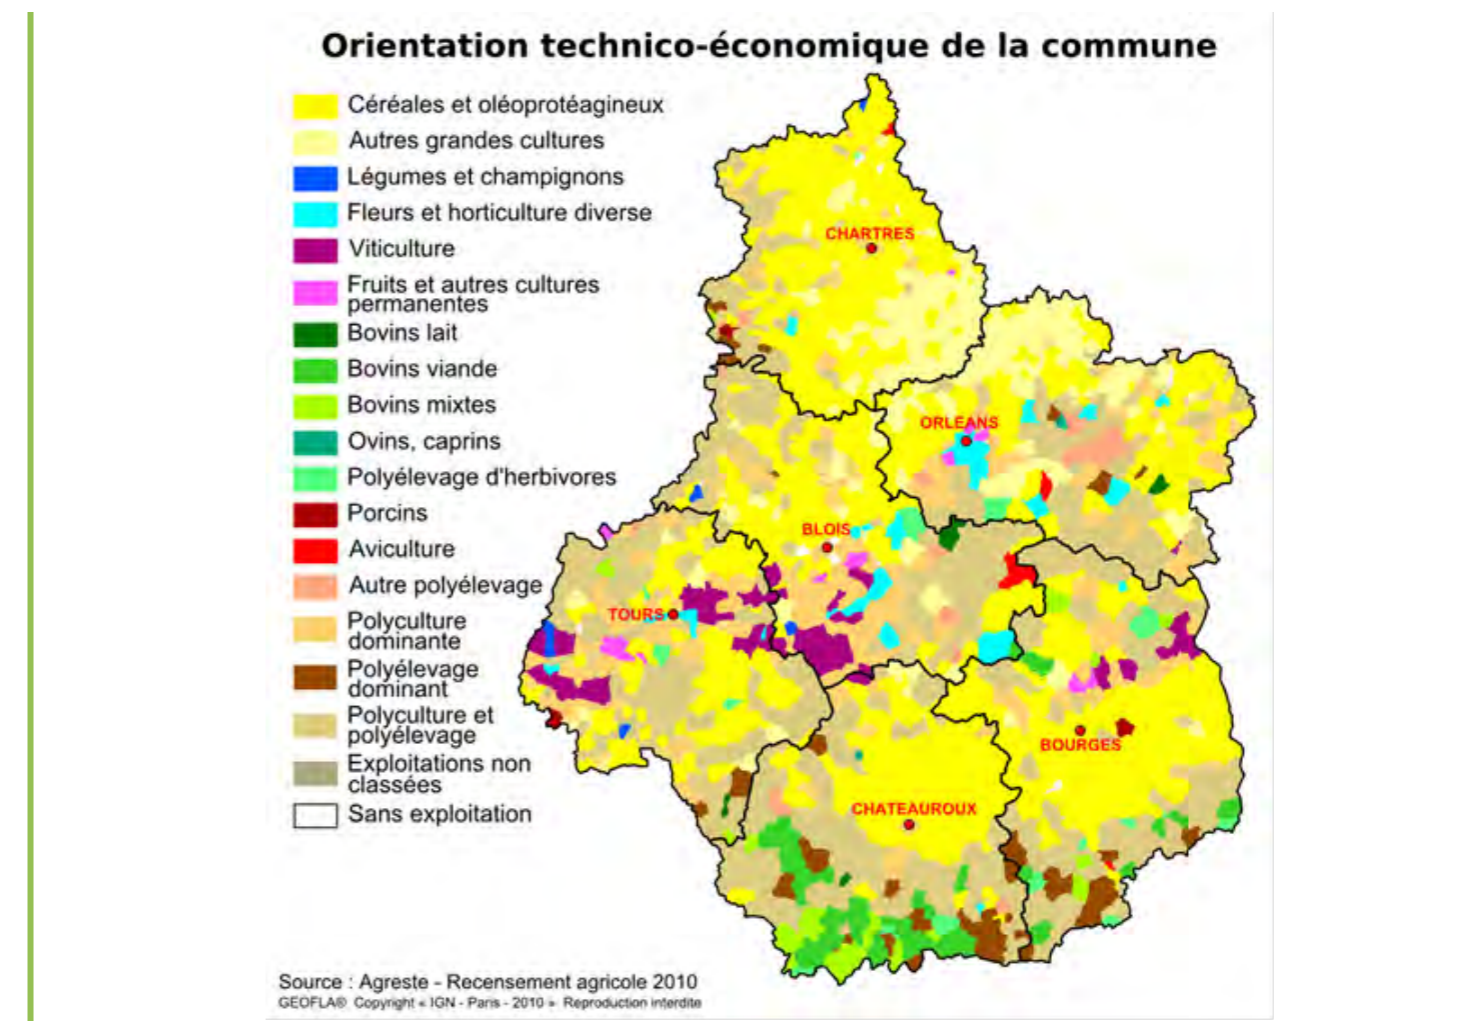 Orientation technico-économique de la commune
Céréales et oléoprotéagineux
Autres grandes cultures
Légumes et champignons
Fleurs et horticulture diverse
Viticulture
Fruits et autres cultures
permanentes
Bovins lait
Bovins viande
Bovins mixtes
Ovins, caprins
Polyélevage d'herbivores
Porcins
Aviculture
Autre polyélevage
Polyculture
dominante
Polyélevage
dominant
Polyculture et
polyélevage
Exploitations non
classées
Sans exploitation
CHARTRES
ORLEANS
BLOIS
TOURS
BOURGES
CHATEAUROUX
Source : Agreste - Recensement agricole 2010
GEOFLA® Copyright « IGN - Paris - 2010 » Reproduction interdite